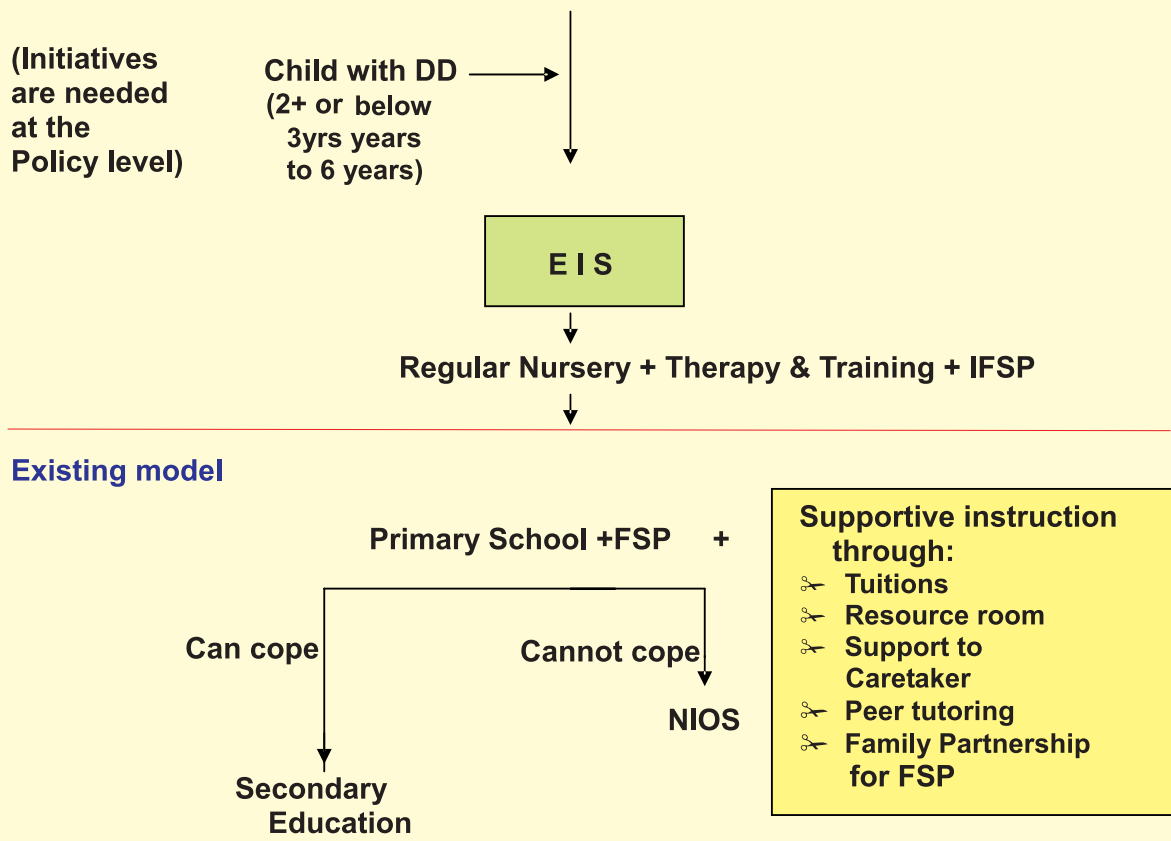 (Initiatives
are needed
at the
Policy level)
Child with DD
(2+ or below
3yrs years
to 6 years)
E I S
Regular Nursery + Therapy & Training + IFSP
Existing model
Primary School +FSP +
Can cope
Cannot cope
NIOS
Secondary
Education
Supportive instruction
through:
Tuitions
Resource room
Support to
Caretaker
Peer tutoring
Family Partnership
for FSP